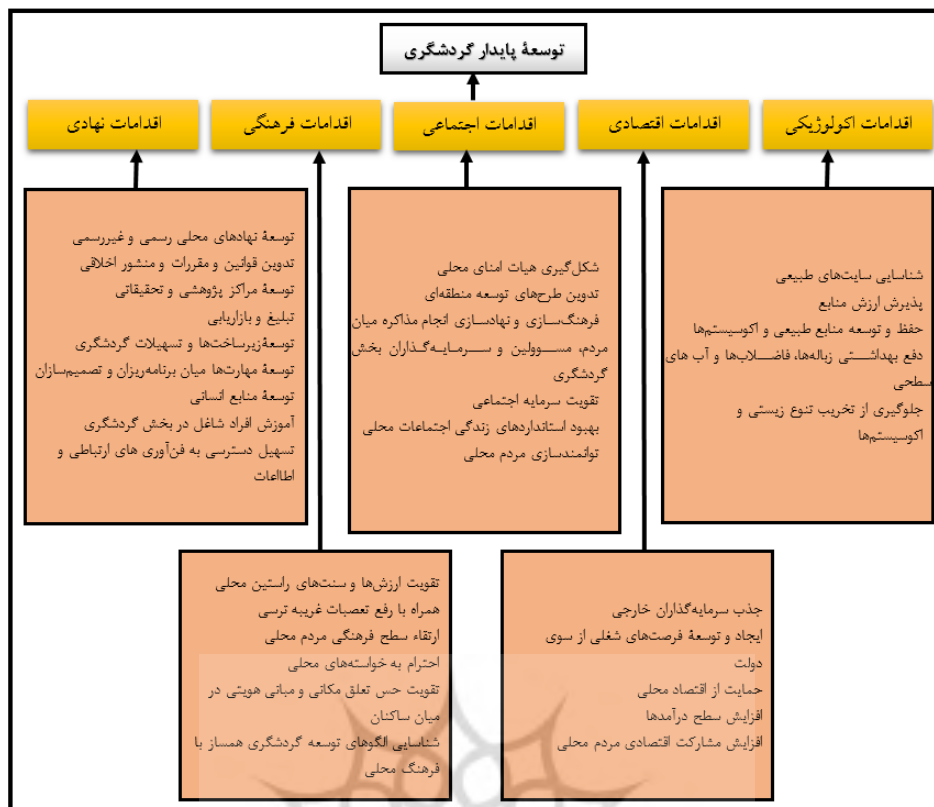 توسعۀ پایدار گردشگری
اقدامات اکولوژیکی
اقدامات اقتصادی
اقدامات اجتماعی
اقدامات فرهنگی
اقدامات نهادی
شناسایی سایت‌های طبیعی
پذیرش ارزش منابع
حفظ و توسعه منابع طبیعی و اکوسیستم‌ها
دفع بهداشتی زباله‌ها، فاضلاب‌ها و آب های
سطحی
جلوگیری از تخریب تنوع زیستی و
اکوسیستم‌ها
شکل‌گیری هیات امنای محلی
تدوین طرح‌های توسعه منطقه‌ای
فرهنگ‌سازی و نهادسازی انجام مذاکره میان
مردم، مسوولین و سرمایه‌گذاران بخش
گردشگری
تقویت سرمایه اجتماعی
بهبود استانداردهای زندگی اجتماعات محلی
توانمندسازی مردم محلی
توسعۀ نهادهای محلی رسمی و غیررسمی
تدوین قوانین و مقررات و منشور اخلاقی
توسعۀ مراکز پژوهشی و تحقیقاتی
تبلیغ و بازاریابی
توسعۀزیرساخت‌ها و تسهیلات گردشگری
توسعۀ مهارت‌ها میان برنامه‌ریزان و تصمیم‌سازان
توسعۀ منابع انسانی
آموزش افراد شاغل در بخش گردشگری
تسهیل دسترسی به فن‌آوری های ارتباطی و
اطلاعات
جذب سرمایه‌گذاران خارجی
ایجاد و توسعۀ فرصت‌های شغلی از سوی
دولت
حمایت از اقتصاد محلی
افزایش سطح درآمدها
افزایش مشارکت اقتصادی مردم محلی
تقویت ارزش‌ها و سنت‌های راستین محلی
همراه با رفع تعصبات غریبه ترسی
ارتقاء سطح فرهنگی مردم محلی
احترام به خواسته‌های محلی
تقویت حس تعلق مکانی و مبانی هویتی در
میان ساکنان
شناسایی الگوهای توسعه گردشگری همساز با
فرهنگ محلی